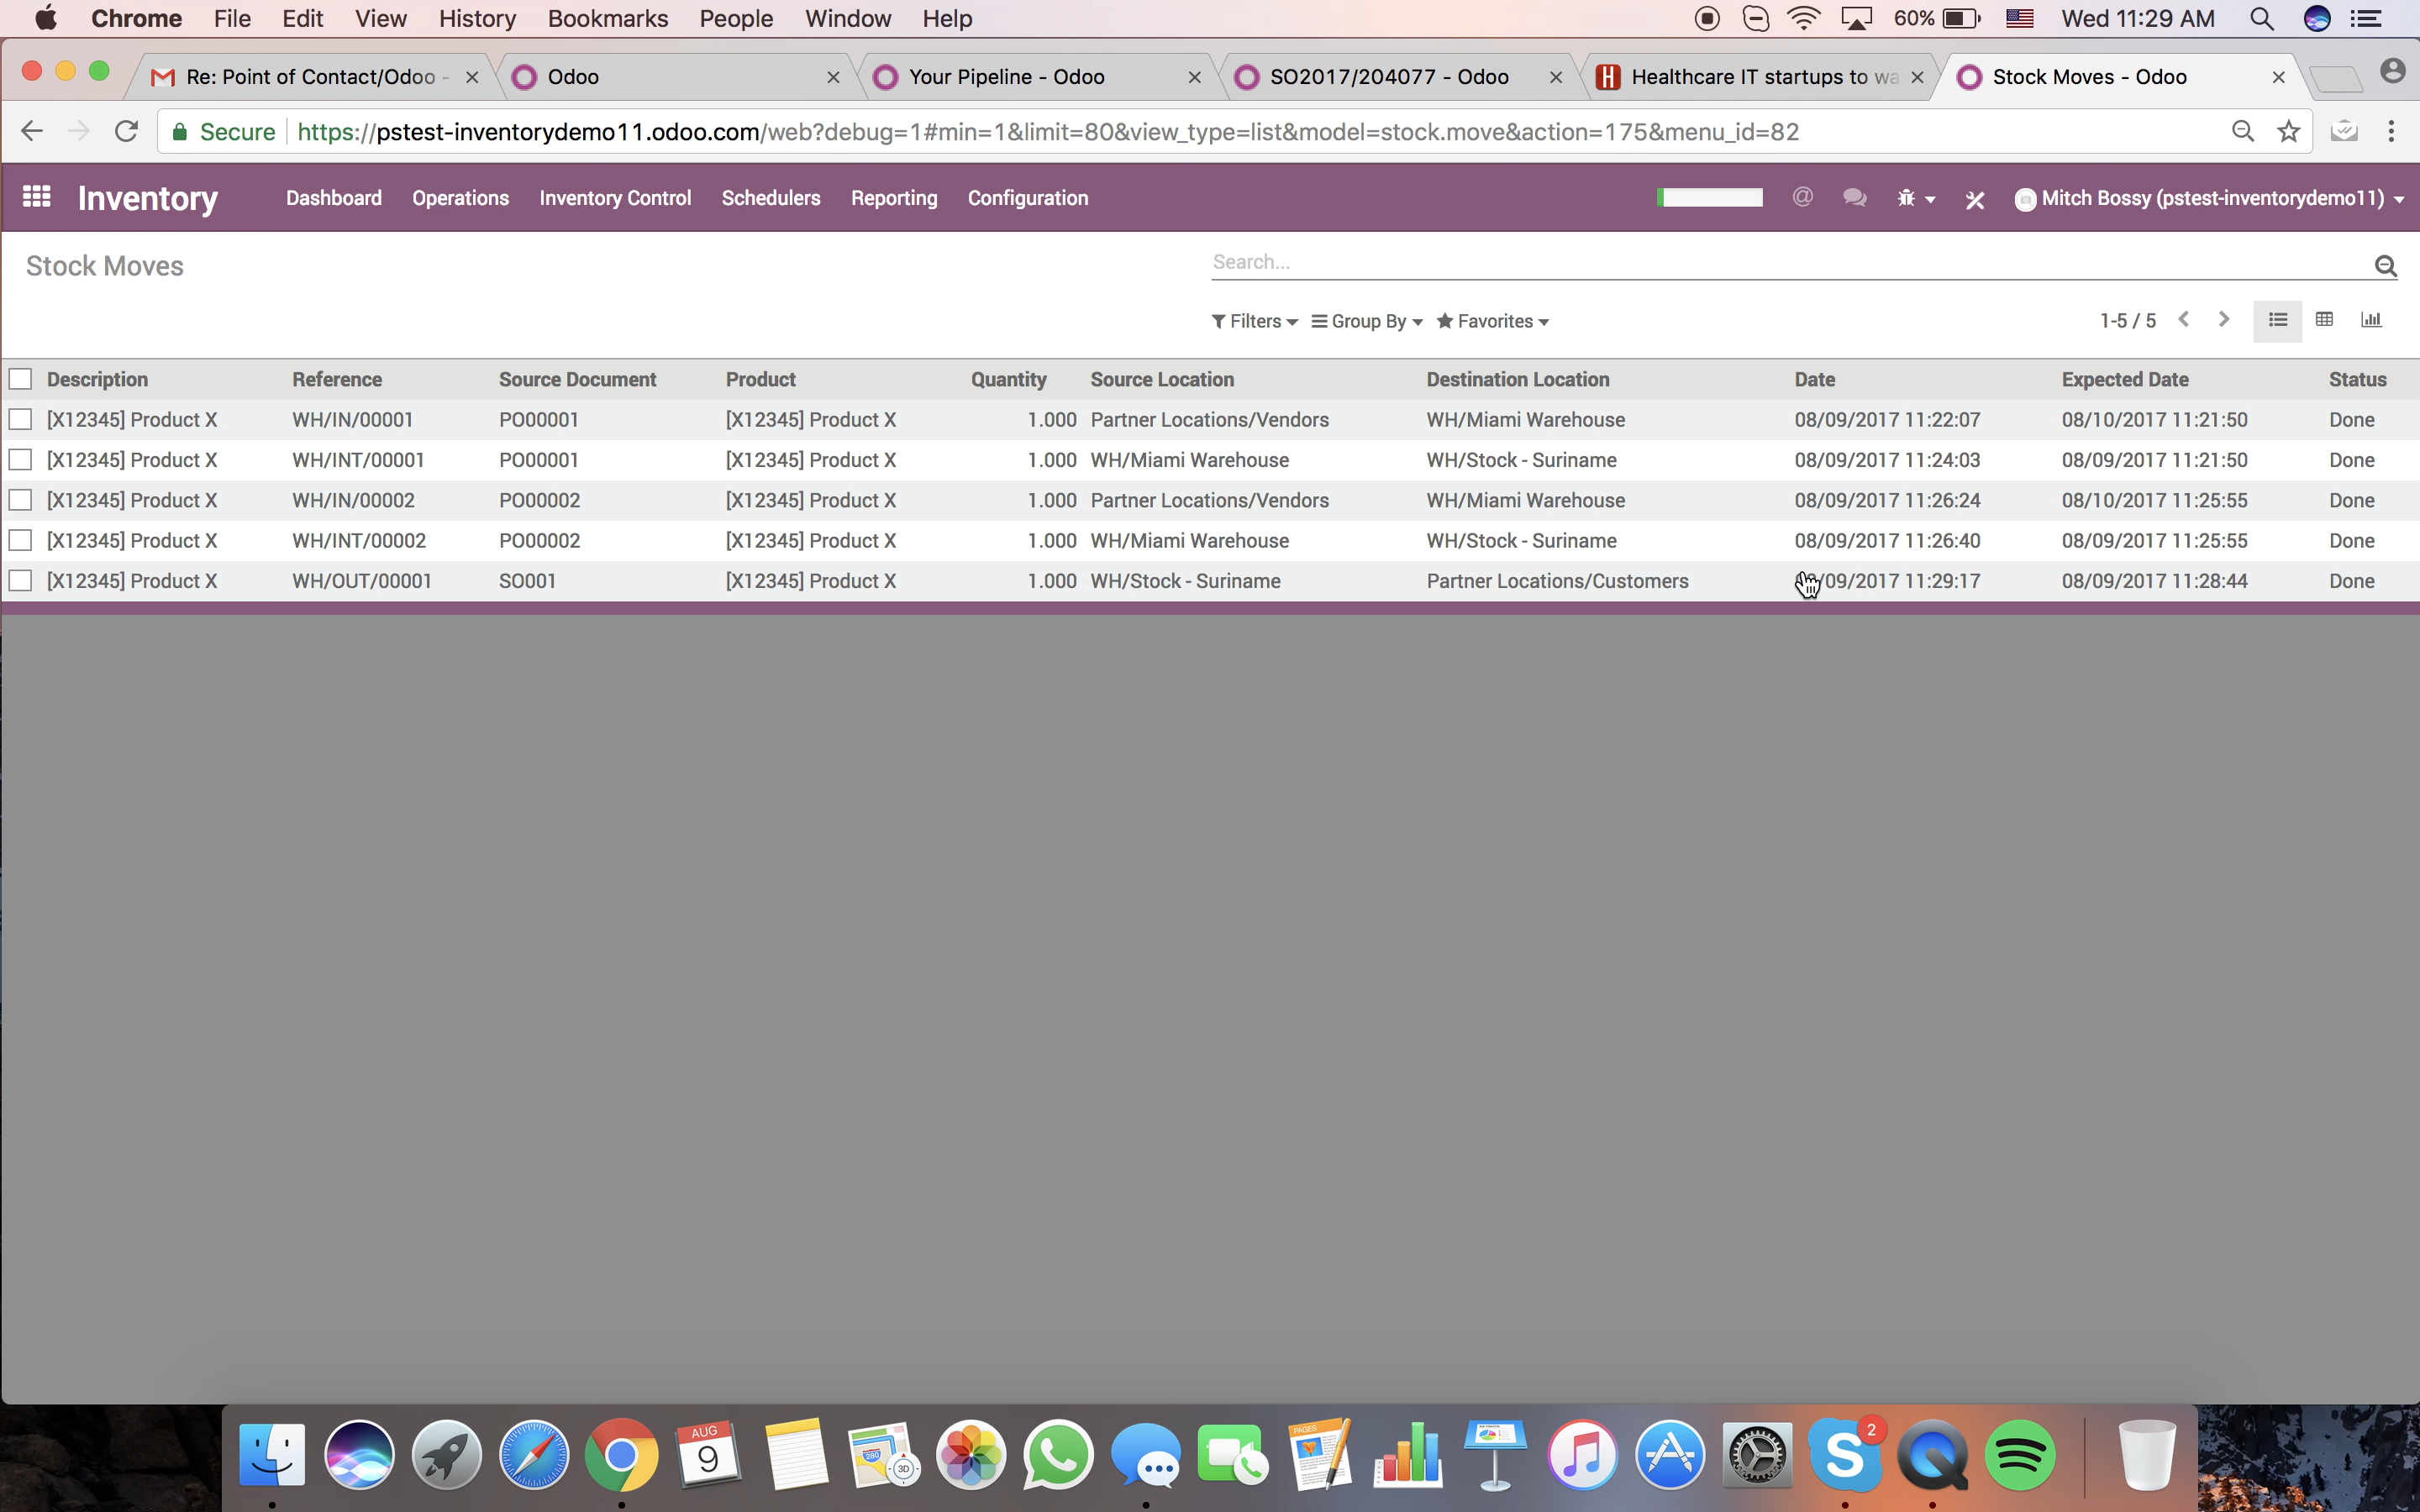 Chrome File Edit View History Bookmarks People Window Help 60% Wed 11:29 AM
Re: Point of Contact/Odoo - Odoo Your Pipeline - Odoo SO2017/204077 - Odoo Healthcare IT startups to wa Stock Moves - Odoo
Secure https://pstest-inventorydemo11.odoo.com/web?debug=1#min=1&limit=80&view_type=list&model=stock.move&action=175&menu_id=82
Inventory Dashboard Operations Inventory Control Schedulers Reporting Configuration @ Mitch Bossy (pstest-inventorydemo11)
Stock Moves Search...
Filters Group By Favorites 1-5 / 5
Description Reference Source Document Product Quantity Source Location Destination Location Date Expected Date Status
[X12345] Product X WH/IN/00001 PO00001 [X12345] Product X 1.000 Partner Locations/Vendors WH/Miami Warehouse 08/09/2017 11:22:07 08/10/2017 11:21:50 Done
[X12345] Product X WH/INT/00001 PO00001 [X12345] Product X 1.000 WH/Miami Warehouse WH/Stock - Suriname 08/09/2017 11:24:03 08/09/2017 11:21:50 Done
[X12345] Product X WH/IN/00002 PO00002 [X12345] Product X 1.000 Partner Locations/Vendors WH/Miami Warehouse 08/09/2017 11:26:24 08/10/2017 11:25:55 Done
[X12345] Product X WH/INT/00002 PO00002 [X12345] Product X 1.000 WH/Miami Warehouse WH/Stock - Suriname 08/09/2017 11:26:40 08/09/2017 11:25:55 Done
[X12345] Product X WH/OUT/00001 SO001 [X12345] Product X 1.000 WH/Stock - Suriname Partner Locations/Customers /09/2017 11:29:17 08/09/2017 11:28:44 Done
AUG PAGES 2
9 280 3D